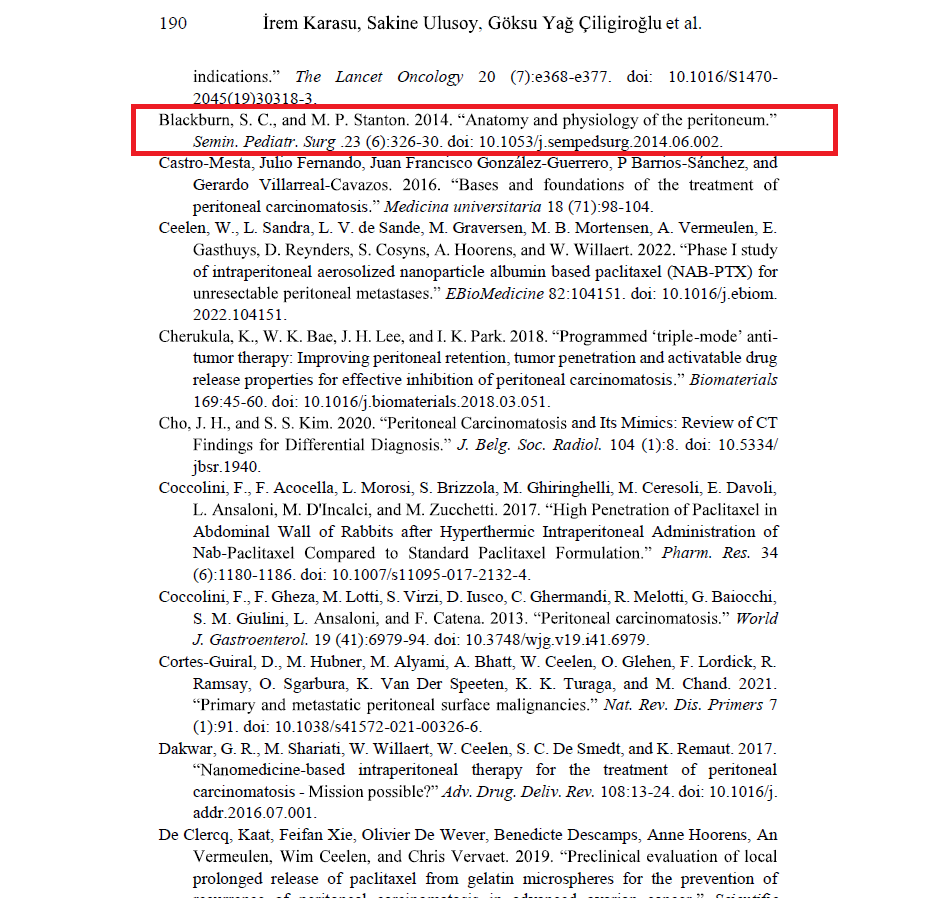 190 İrem Karasu, Sakine Ulusoy, Göksu Yağ Çiligiroğlu et al.
indications.” The Lancet Oncology 20 (7):e368-e377. doi: 10.1016/S1470-
2045(19)30318-3.
Blackburn, S. C., and M. P. Stanton. 2014. “Anatomy and physiology of the peritoneum.”
Semin. Pediatr. Surg .23 (6):326-30. doi: 10.1053/j.sempedsurg.2014.06.002.
Castro-Mesta, Julio Fernando, Juan Francisco González-Guerrero, P Barrios-Sánchez, and
Gerardo Villarreal-Cavazos. 2016. “Bases and foundations of the treatment of
peritoneal carcinomatosis.” Medicina universitaria 18 (71):98-104.
Ceelen, W., L. Sandra, L. V. de Sande, M. Graversen, M. B. Mortensen, A. Vermeulen, E.
Gasthuys, D. Reynders, S. Cosyns, A. Hoorens, and W. Willaert. 2022. “Phase I study
of intraperitoneal aerosolized nanoparticle albumin based paclitaxel (NAB-PTX) for
unresectable peritoneal metastases.” EBioMedicine 82:104151. doi: 10.1016/j.ebiom.
2022.104151.
Cherukula, K., W. K. Bae, J. H. Lee, and I. K. Park. 2018. “Programmed ‘triple-mode’ anti-
tumor therapy: Improving peritoneal retention, tumor penetration and activatable drug
release properties for effective inhibition of peritoneal carcinomatosis.” Biomaterials
169:45-60. doi: 10.1016/j.biomaterials.2018.03.051.
Cho, J. H., and S. S. Kim. 2020. “Peritoneal Carcinomatosis and Its Mimics: Review of CT
Findings for Differential Diagnosis.” J. Belg. Soc. Radiol. 104 (1):8. doi: 10.5334/
jbsr.1940.
Coccolini, F., F. Acocella, L. Morosi, S. Brizzola, M. Ghiringhelli, M. Ceresoli, E. Davoli,
L. Ansaloni, M. D'Incalci, and M. Zucchetti. 2017. “High Penetration of Paclitaxel in
Abdominal Wall of Rabbits after Hyperthermic Intraperitoneal Administration of
Nab-Paclitaxel Compared to Standard Paclitaxel Formulation.” Pharm. Res. 34
(6):1180-1186. doi: 10.1007/s11095-017-2132-4.
Coccolini, F., F. Gheza, M. Lotti, S. Virzi, D. Iusco, C. Ghermandi, R. Melotti, G. Baiocchi,
S. M. Giulini, L. Ansaloni, and F. Catena. 2013. “Peritoneal carcinomatosis.” World
J. Gastroenterol. 19 (41):6979-94. doi: 10.3748/wjg.v19.i41.6979.
Cortes-Guiral, D., M. Hubner, M. Alyami, A. Bhatt, W. Ceelen, O. Glehen, F. Lordick, R.
Ramsay, O. Sgarbura, K. Van Der Speeten, K. K. Turaga, and M. Chand. 2021.
“Primary and metastatic peritoneal surface malignancies.” Nat. Rev. Dis. Primers 7
(1):91. doi: 10.1038/s41572-021-00326-6.
Dakwar, G. R., M. Shariati, W. Willaert, W. Ceelen, S. C. De Smedt, and K. Remaut. 2017.
“Nanomedicine-based intraperitoneal therapy for the treatment of peritoneal
carcinomatosis - Mission possible?” Adv. Drug. Deliv. Rev. 108:13-24. doi: 10.1016/j.
addr.2016.07.001.
De Clercq, Kaat, Feifan Xie, Olivier De Wever, Benedicte Descamps, Anne Hoorens, An
Vermeulen, Wim Ceelen, and Chris Vervaet. 2019. “Preclinical evaluation of local
prolonged release of paclitaxel from gelatin microspheres for the prevention of